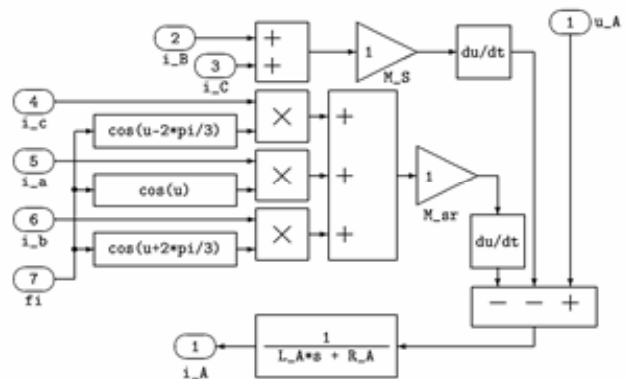 2
i_B
+
+
3
i_C
1
M_S
du/dt
1
u_A
4
i_c
cos(u-2*pi/3)
×
+
5
i_a
cos(u)
×
+
1
M_sr
6
i_b
cos(u+2*pi/3)
×
+
du/dt
7
fi
− − +
1
i_A
1
L_A*s + R_A